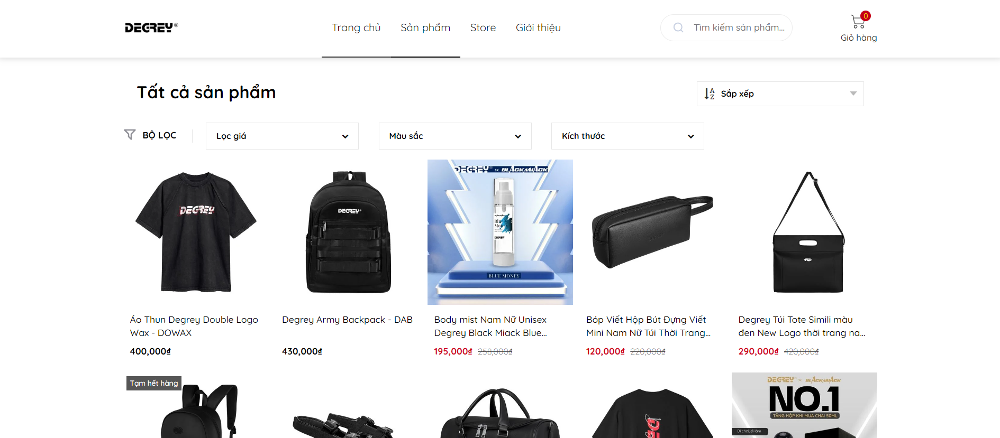 DEGREY®
Trang chủ
Sản phẩm
Store
Giới thiệu
Tìm kiếm sản phẩm...
0
Giỏ hàng
Tất cả sản phẩm
A
Z
Sắp xếp
BỘ LỌC
Lọc giá
Màu sắc
Kích thước
DEGREY
DEGREY®
DEGREY® × BLACKMIACK
BLACKMIACK
Blue
Money
DEGREY
BLUE MONEY
Áo Thun Degrey Double Logo
Wax - DOWAX
400,000₫
Degrey Army Backpack - DAB
430,000₫
Body mist Nam Nữ Unisex
Degrey Black Miack Blue...
195,000₫ 258,000₫
Bóp Viết Hộp Bút Đựng Viết
Mini Nam Nữ Túi Thời Trang...
120,000₫ 220,000₫
Degrey Túi Tote Simili màu
đen New Logo thời trang na...
290,000₫ 420,000₫
Tạm hết hàng
DEGREY® × BLACKMIACK
NO.1
TẶNG HỘP KHI MUA CHAI 50ML
Di chơi, đi làm